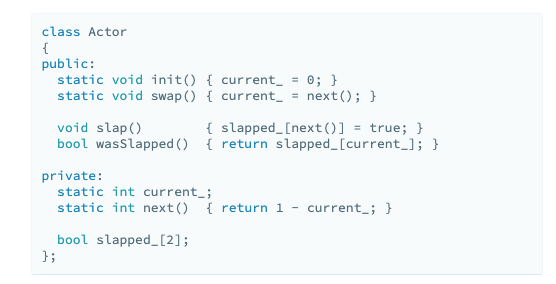 class Actor
{
public:
  static void init() { current_ = 0; }
  static void swap() { current_ = next(); }

  void slap()        { slapped_[next()] = true; }
  bool wasSlapped()  { return slapped_[current_]; }

private:
  static int current_;
  static int next()  { return 1 - current_; }

  bool slapped_[2];
};